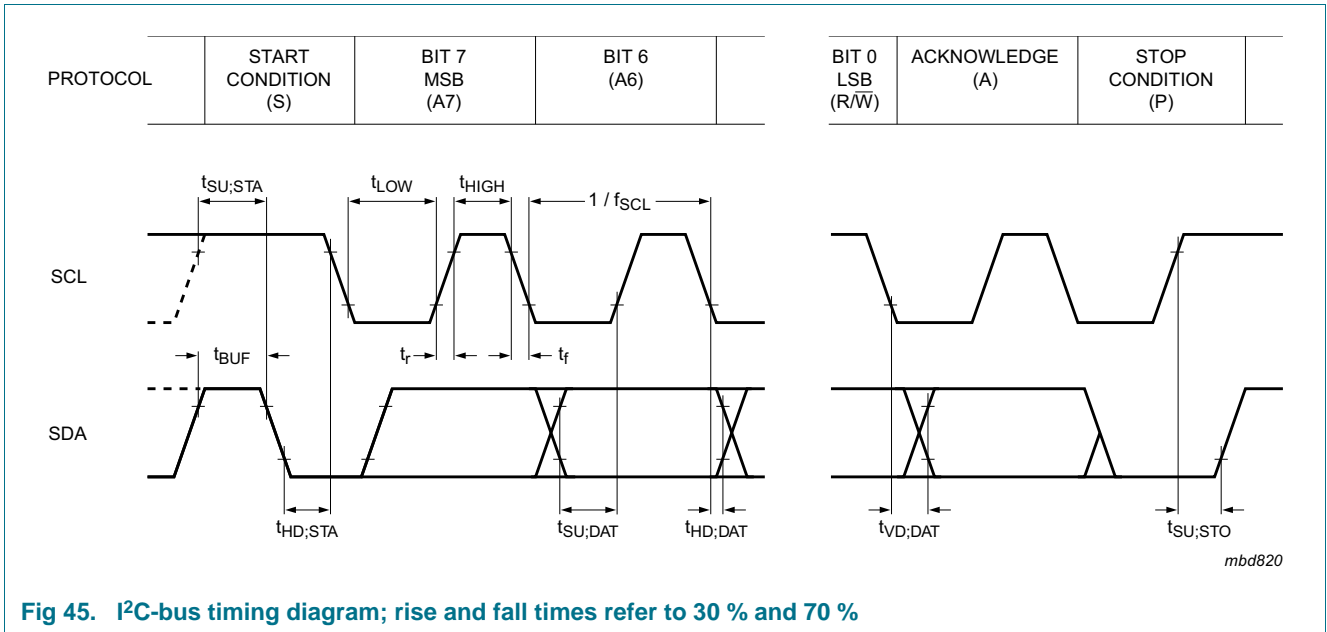 PROTOCOL
START
CONDITION
(S)
BIT 7
MSB
(A7)
BIT 6
(A6)
BIT 0
LSB
(R/W̅)
ACKNOWLEDGE
(A)
STOP
CONDITION
(P)
tSU;STA
tLOW
tHIGH
1 / fSCL
SCL
tBUF
tr
tf
SDA
tHD;STA
tSU;DAT
tHD;DAT
tVD;DAT
tSU;STO
mbd820
Fig 45. I²C-bus timing diagram; rise and fall times refer to 30 % and 70 %